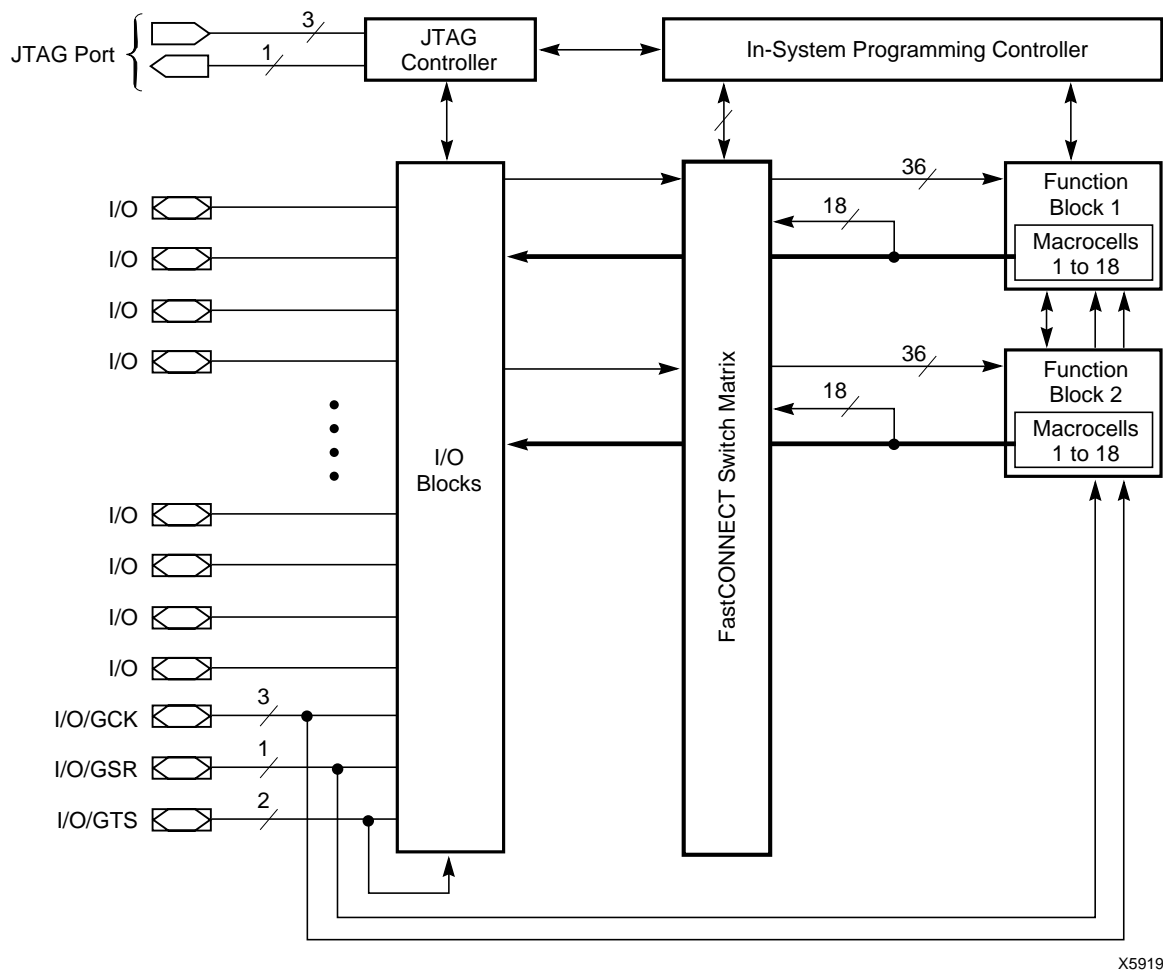 3
JTAG Port
1
JTAG
Controller
In-System Programming Controller
36
Function
Block 1
18
Macrocells
1 to 18
I/O
I/O
I/O
I/O
36
Function
Block 2
18
Macrocells
1 to 18
I/O
Blocks
FastCONNECT Switch Matrix
I/O
I/O
I/O
I/O
3
I/O/GCK
1
I/O/GSR
2
I/O/GTS
X5919